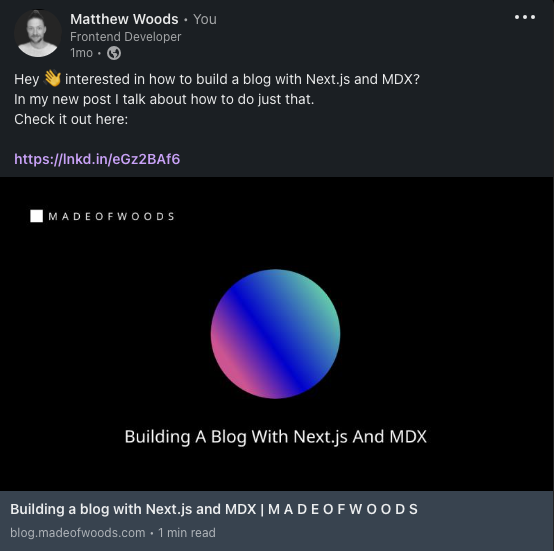 Matthew Woods • You
Frontend Developer
1mo •
Hey 👋 interested in how to build a blog with Next.js and MDX?
In my new post I talk about how to do just that.
Check it out here:
https://lnkd.in/eGz2BAf6
MADEOFWOODS
Building A Blog With Next.js And MDX
Building a blog with Next.js and MDX | M A D E O F W O O D S
blog.madeofwoods.com • 1 min read